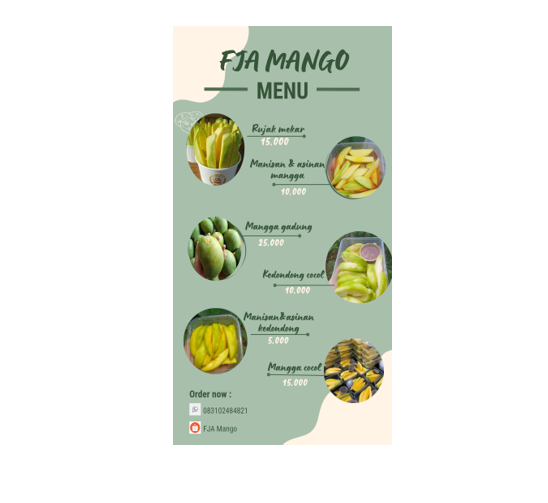 FJA MANGO
MENU
Rujak mekar
15.000
Manisan & asinan
mangga
10.000
Mangga gadung
25.000
Kedondong cocol
10.000
Manisan&asinan
kedondong
5.000
Mangga cocol
15.000
Order now :
083102484821
FJA Mango